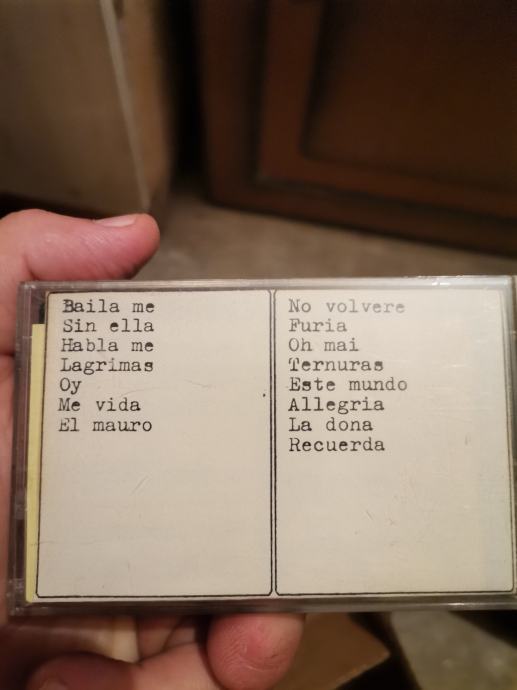 Baila me
Sin ella
Habla me
Lagrimas
Oy
Me vida
El mauro
No volvere
Furia
Oh mai
Ternuras
Este mundo
Allegria
La dona
Recuerda